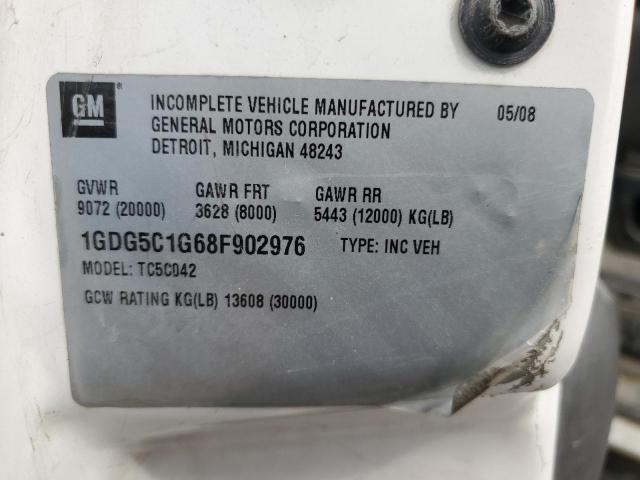 GM ®
INCOMPLETE VEHICLE MANUFACTURED BY 05/08
GENERAL MOTORS CORPORATION
DETROIT, MICHIGAN 48243
GVWR GAWR FRT GAWR RR
9072 (20000) 3628 (8000) 5443 (12000) KG(LB)
1GDG5C1G68F902976 TYPE: INC VEH
MODEL: TC5C042
GCW RATING KG(LB) 13608 (30000)